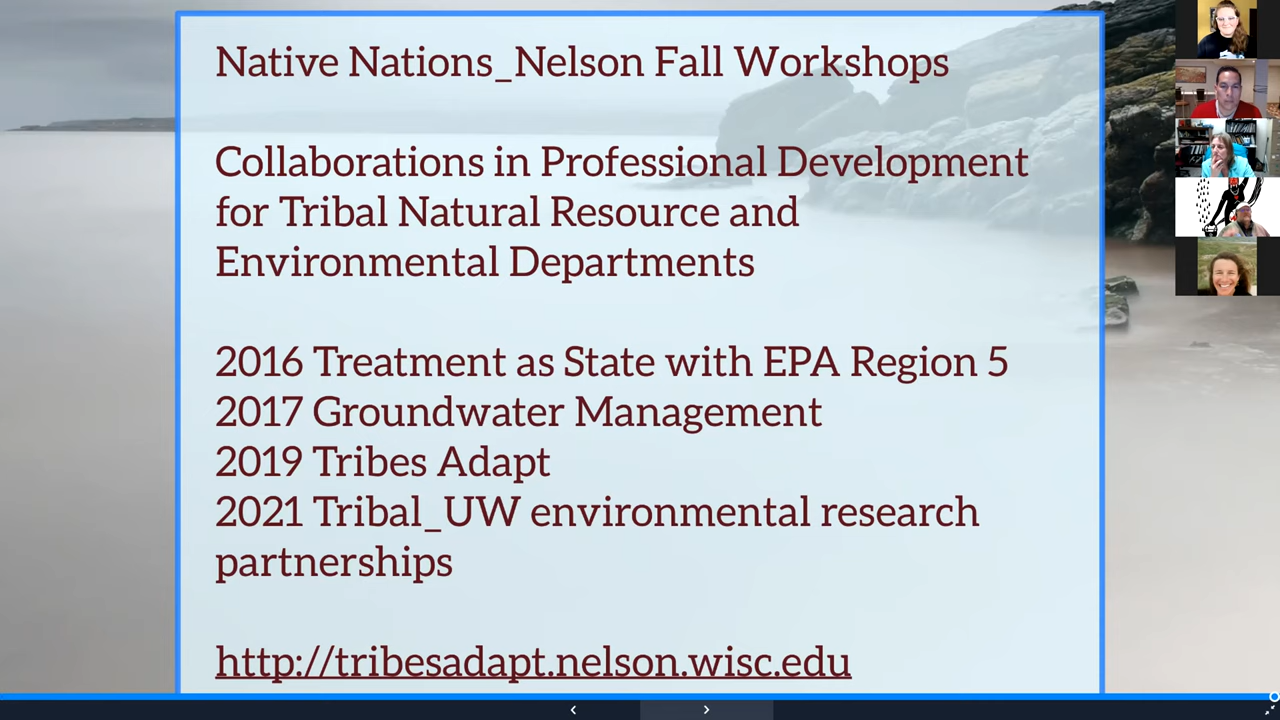 Native Nations_Nelson Fall Workshops
Collaborations in Professional Development
for Tribal Natural Resource and
Environmental Departments
2016 Treatment as State with EPA Region 5
2017 Groundwater Management
2019 Tribes Adapt
2021 Tribal_UW environmental research
partnerships
http://tribesadapt.nelson.wisc.edu